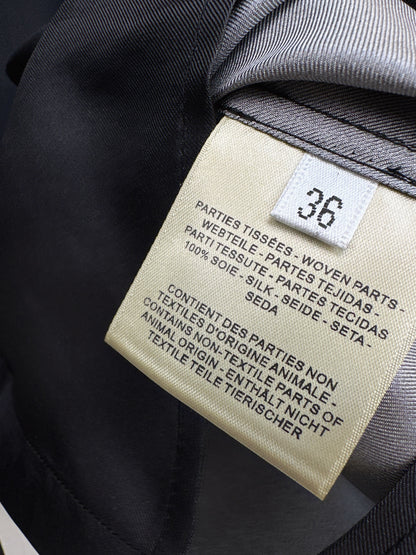 36
PARTIES TISSÉES - WOVEN PARTS -
WEBTEILE - PARTES TEJIDAS -
PARTI TESSUTE - PARTES TECIDAS
100% SOIE - SILK - SEIDE - SETA -
SEDA
CONTIENT DES PARTIES NON
TEXTILES D'ORIGINE ANIMALE -
CONTAINS NON-TEXTILE PARTS OF
ANIMAL ORIGIN - ENTHÄLT NICHT
TEXTILE TEILE TIERISCHER